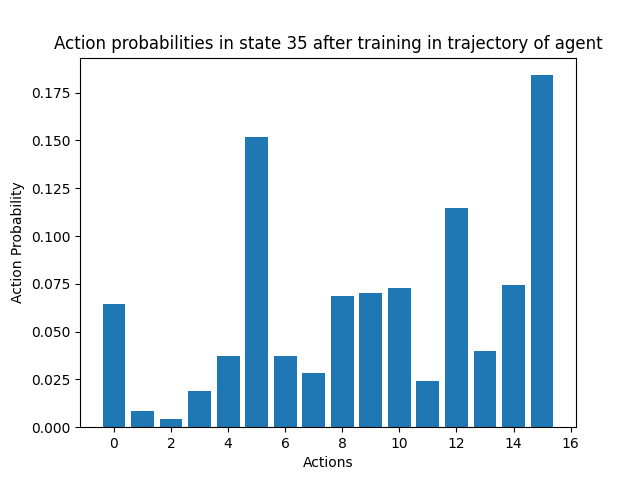 Action probabilities in state 35 after training in trajectory of agent
0.175
0.150
0.125
0.100
0.075
0.050
0.025
0.000
Action Probability
0 2 4 6 8 10 12 14 16
Actions